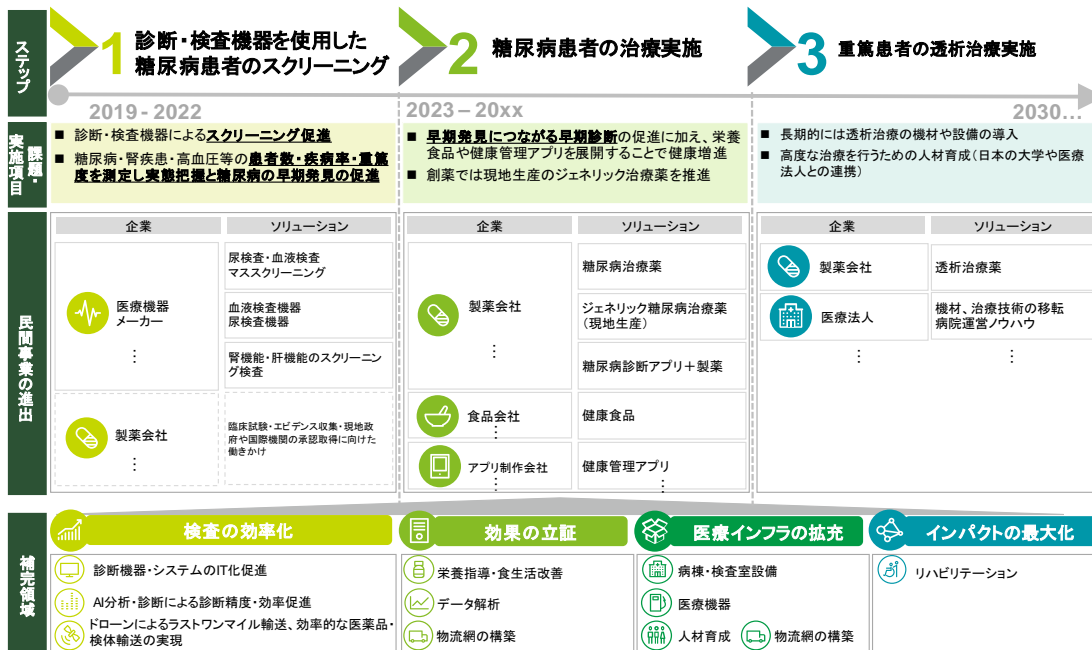 ステップ
1
診断・検査機器を使用した
糖尿病患者のスクリーニング
2
糖尿病患者の治療実施
3
重篤患者の透析治療実施
2019 - 2022
2023 – 20xx
2030…
課題・
実施項目
■ 診断・検査機器によるスクリーニング促進
■ 糖尿病・腎疾患・高血圧等の患者数・疾病率・重篤
度を測定し実態把握と糖尿病の早期発見の促進
■ 早期発見につながる早期診断の促進に加え、栄養
食品や健康管理アプリを展開することで健康増進
■ 創薬では現地生産のジェネリック治療薬を推進
■ 長期的には透析治療の機材や設備の導入
■ 高度な治療を行うための人材育成(日本の大学や医療
法人との連携)
民間事業の進出
企業
ソリューション
医療機器
メーカー
⋮
尿検査・血液検査
マススクリーニング
血液検査機器
尿検査機器
腎機能・肝機能のスクリーニン
グ検査
製薬会社
⋮
臨床試験・エビデンス収集・現地政
府や国際機関の承認取得に向けた
働きかけ
企業
ソリューション
製薬会社
⋮
糖尿病治療薬
ジェネリック糖尿病治療薬
(現地生産)
糖尿病診断アプリ+製薬
食品会社
⋮
健康食品
アプリ制作会社
⋮
健康管理アプリ
⋮
企業
ソリューション
製薬会社
透析治療薬
医療法人
⋮
機材、治療技術の移転
病院運営ノウハウ
⋮
補完領域
検査の効率化
診断機器・システムのIT化促進
AI分析・診断による診断精度・効率促進
ドローンによるラストワンマイル輸送、効率的な医薬品・
検体輸送の実現
効果の立証
栄養指導・食生活改善
データ解析
物流網の構築
医療インフラの拡充
病棟・検査室設備
医療機器
人材育成
物流網の構築
インパクトの最大化
リハビリテーション